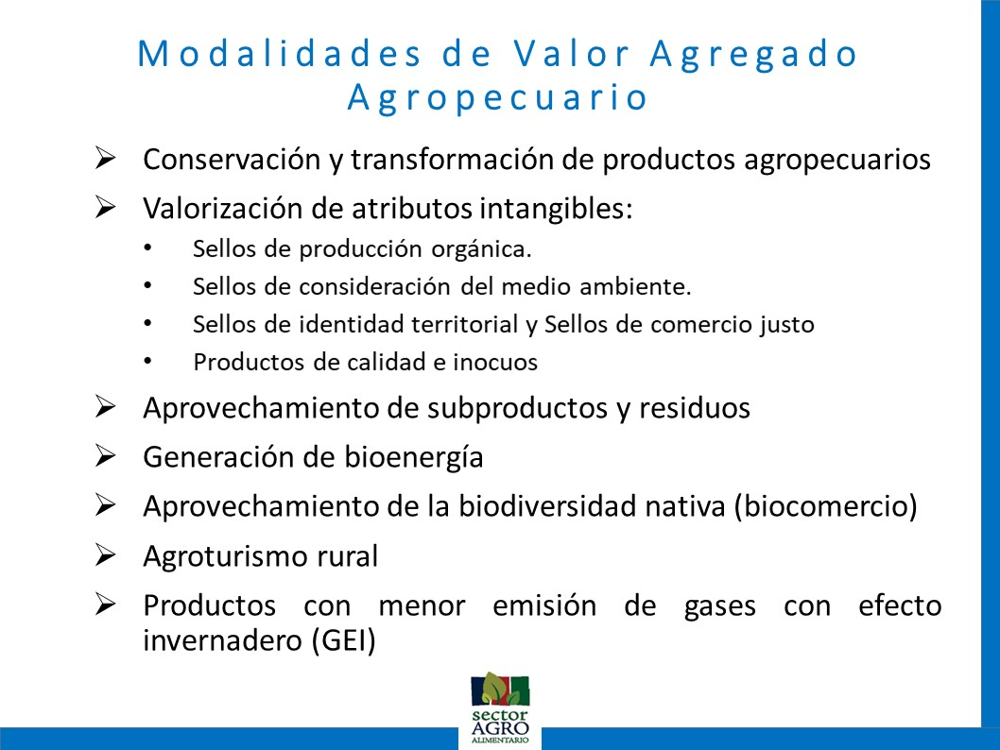 Modalidades de Valor Agregado
Agropecuario
➢ Conservación y transformación de productos agropecuarios
➢ Valorización de atributos intangibles:
• Sellos de producción orgánica.
• Sellos de consideración del medio ambiente.
• Sellos de identidad territorial y Sellos de comercio justo
• Productos de calidad e inocuos
➢ Aprovechamiento de subproductos y residuos
➢ Generación de bioenergía
➢ Aprovechamiento de la biodiversidad nativa (biocomercio)
➢ Agroturismo rural
➢ Productos con menor emisión de gases con efecto
invernadero (GEI)
sector
AGRO
ALIMENTARIO